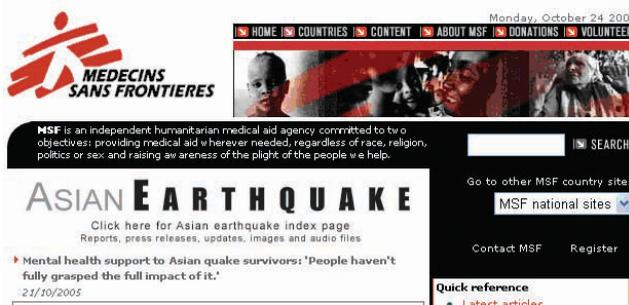 Monday, October 24 200
HOME COUNTRIES CONTENT ABOUT MSF DONATIONS VOLUNTEE
MEDECINS
SANS FRONTIERES
MSF is an independent humanitarian medical aid agency committed to two
objectives: providing medical aid wherever needed, regardless of race, religion,
politics or sex and raising awareness of the plight of the people we help.
SEARCH
Go to other MSF country site
MSF national sites
Contact MSF Register
ASIAN EARTHQUAKE
Click here for Asian earthquake index page
Reports, press releases, updates, images and audio files
Mental health support to Asian quake survivors: 'People haven't
fully grasped the full impact of it.'
21/10/2005
Quick reference
Latest articles